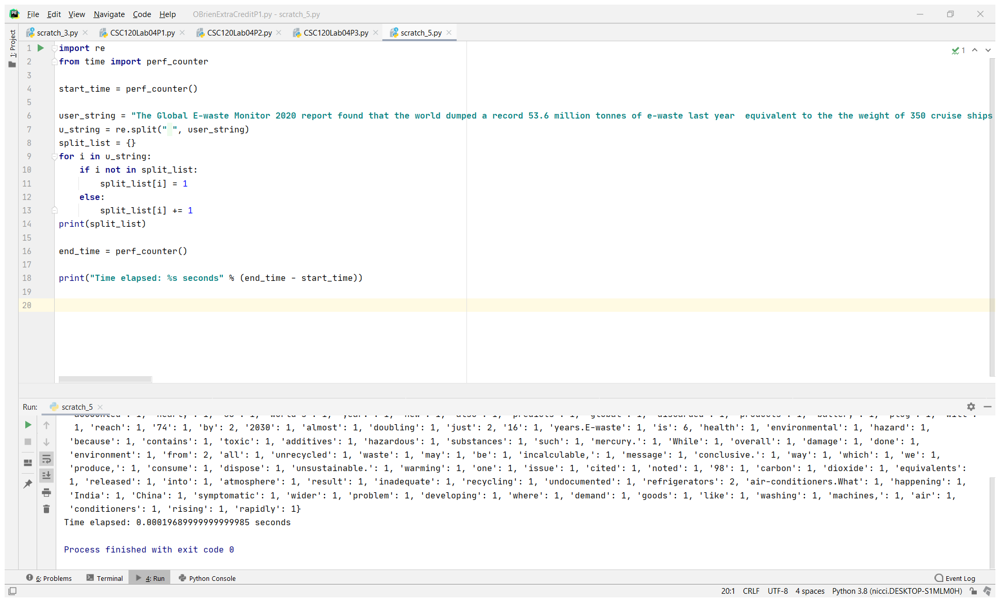 File Edit View Navigate Code Help OBrienExtraCreditP1.py - scratch_5.py
scratch_3.py CSC120Lab04P1.py CSC120Lab04P2.py CSC120Lab04P3.py scratch_5.py
1: Project
1 import re
2 from time import perf_counter
3
4 start_time = perf_counter()
5
6 user_string = "The Global E-waste Monitor 2020 report found that the world dumped a record 53.6 million tonnes of e-waste last year  equivalent to the the weight of 350 cruise ships
7 u_string = re.split(" ", user_string)
8 split_list = {}
9 for i in u_string:
10     if i not in split_list:
11         split_list[i] = 1
12     else:
13         split_list[i] += 1
14 print(split_list)
15
16 end_time = perf_counter()
17
18 print("Time elapsed: %s seconds" % (end_time - start_time))
19
20
1
Run: scratch_5
1, 'reach': 1, '74': 1, 'by': 2, '2030': 1, 'almost': 1, 'doubling': 1, 'just': 2, '16': 1, 'years.E-waste': 1, 'is': 6, 'health': 1, 'environmental': 1, 'hazard': 1,
'because': 1, 'contains': 1, 'toxic': 1, 'additives': 1, 'hazardous': 1, 'substances': 1, 'such': 1, 'mercury.': 1, 'While': 1, 'overall': 1, 'damage': 1, 'done': 1,
'environment': 1, 'from': 2, 'all': 1, 'unrecycled': 1, 'waste': 1, 'may': 1, 'be': 1, 'incalculable,': 1, 'message': 1, 'conclusive.': 1, 'way': 1, 'which': 1, 'we': 1,
'produce,': 1, 'consume': 1, 'dispose': 1, 'unsustainable.': 1, 'warming': 1, 'one': 1, 'issue': 1, 'cited': 1, 'noted': 1, '98': 1, 'carbon': 1, 'dioxide': 1, 'equivalents':
1, 'released': 1, 'into': 1, 'atmosphere': 1, 'result': 1, 'inadequate': 1, 'recycling': 1, 'undocumented': 1, 'refrigerators': 2, 'air-conditioners.What': 1, 'happening': 1,
'India': 1, 'China': 1, 'symptomatic': 1, 'wider': 1, 'problem': 1, 'developing': 1, 'where': 1, 'demand': 1, 'goods': 1, 'like': 1, 'washing': 1, 'machines,': 1, 'air': 1,
'conditioners': 1, 'rising': 1, 'rapidly': 1}
Time elapsed: 0.00019689999999999985 seconds
Process finished with exit code 0
6: Problems Terminal 4: Run Python Console Event Log
20:1 CRLF UTF-8 4 spaces Python 3.8 (nicci.DESKTOP-S1MLM0H)